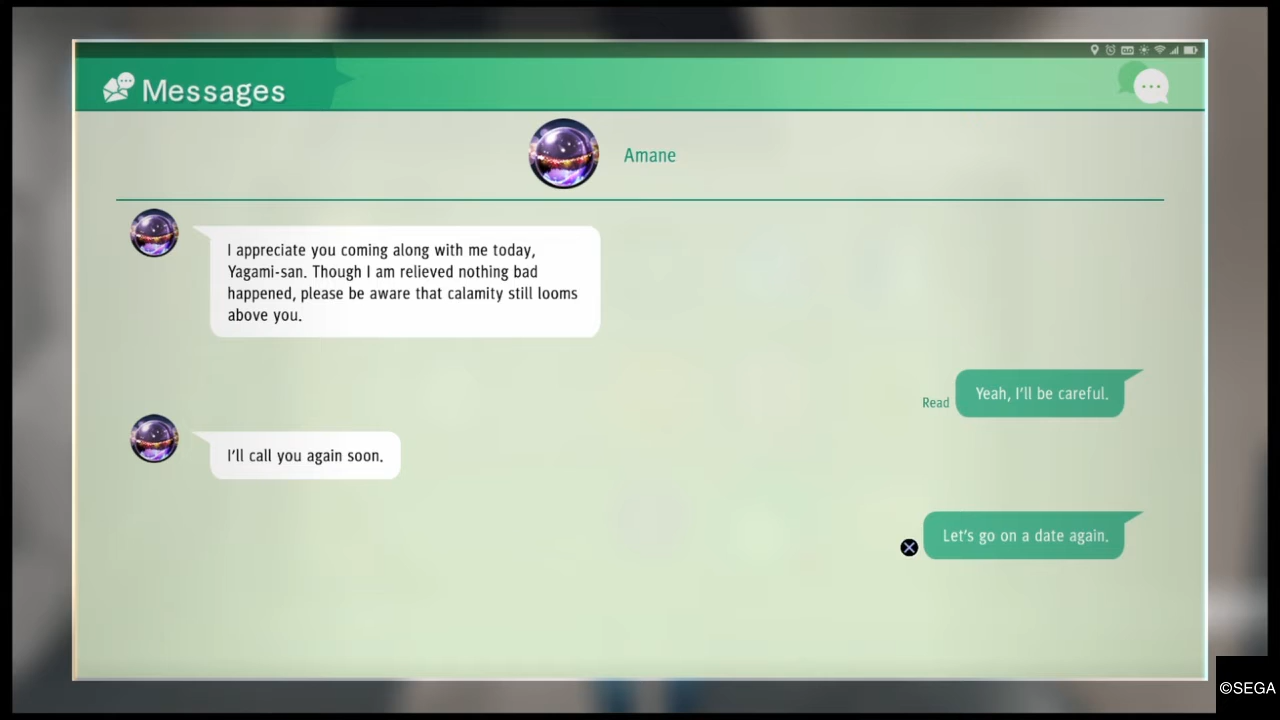 Messages
Amane
I appreciate you coming along with me today,
Yagami-san. Though I am relieved nothing bad
happened, please be aware that calamity still looms
above you.
Read
Yeah, I'll be careful.
I'll call you again soon.
Let's go on a date again.
©SEGA